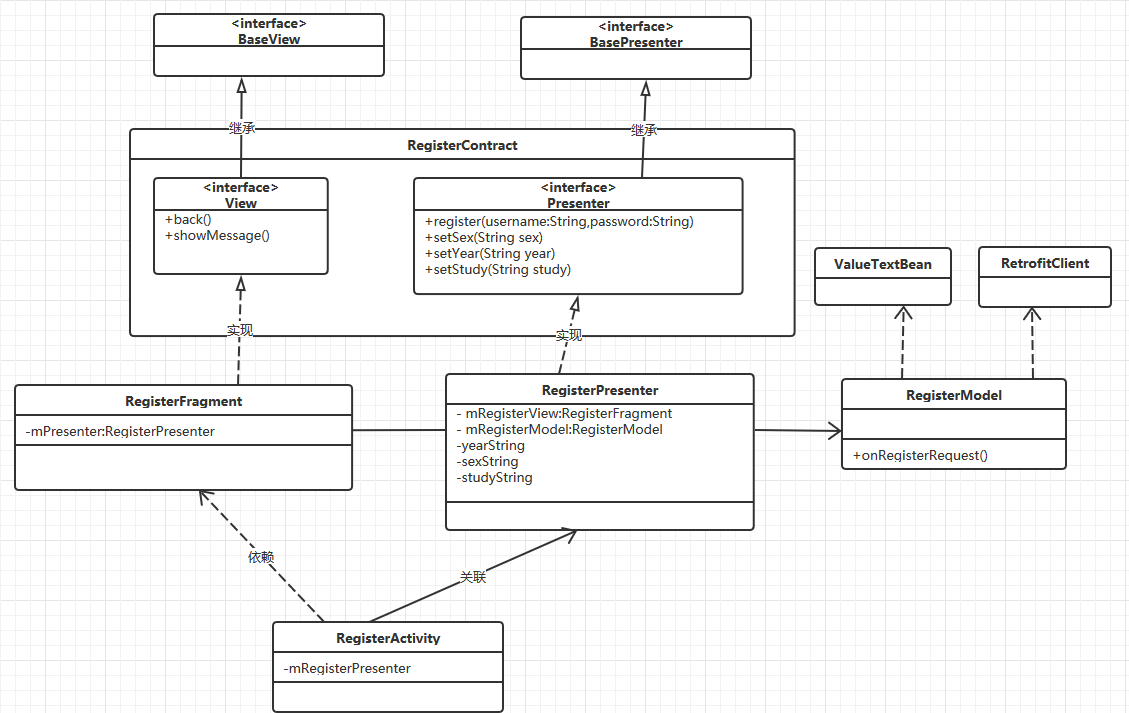 <interface>
BaseView
<interface>
BasePresenter
继承
继承
RegisterContract
<interface>
View
+back()
+showMessage()
<interface>
Presenter
+register(username:String,password:String)
+setSex(String sex)
+setYear(String year)
+setStudy(String study)
ValueTextBean
RetrofitClient
实现
实现
RegisterFragment
-mPresenter:RegisterPresenter
RegisterPresenter
- mRegisterView:RegisterFragment
- mRegisterModel:RegisterModel
-yearString
-sexString
-studyString
RegisterModel
+onRegisterRequest()
依赖
关联
RegisterActivity
-mRegisterPresenter